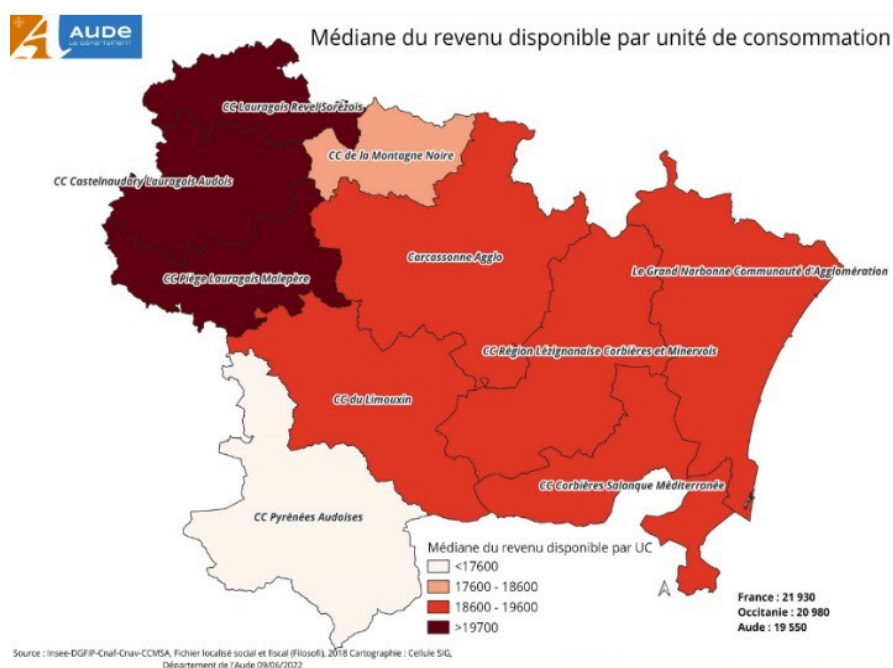 AUDE
Le Département
Médiane du revenu disponible par unité de consommation
CC Lauragais Revel Sorèzois
CC de la Montagne Noire
CC Castelnaudary Lauragais Audois
CC Piège Lauragais Malepère
Carcassonne Agglo
Le Grand Narbonne Communauté d'Agglomération
CC Région Lézignanaise Corbières et Minervois
CC du Limouxin
CC Corbières Salanque Méditerranée
CC Pyrénées Audoises
Médiane du revenu disponible par UC
<17600
17600 - 18600
18600 - 19600
>19700
France : 21 930
Occitanie : 20 980
Aude : 19 550
Source : Insee-DGFIP-Cnaf-Cnav-CCMSA, Fichier localisé social et fiscal (Filosofi), 2018 Cartographie : Cellule SIG,
Département de l'Aude 09/06/2022